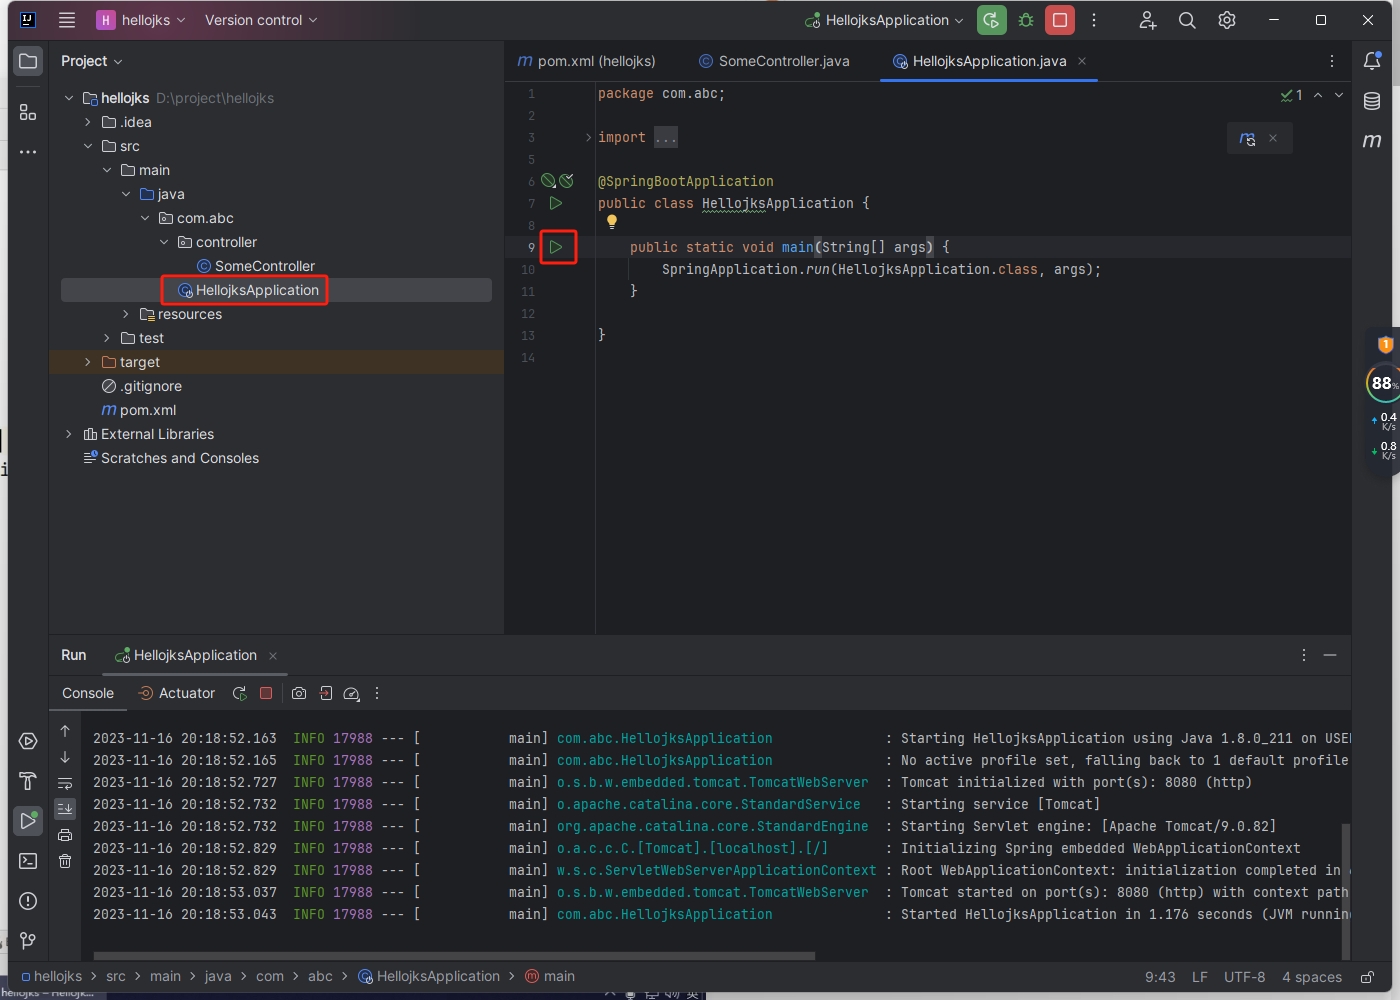 H hellojks Version control HellojksApplication
Project
hellojks D:\project\hellojks
.idea
src
main
java
com.abc
controller
SomeController
HellojksApplication
resources
test
target
.gitignore
m pom.xml
External Libraries
Scratches and Consoles
m pom.xml (hellojks) SomeController.java HellojksApplication.java
1 package com.abc; 1
2
3 import ...
5
6 @SpringBootApplication
7 public class HellojksApplication {
8
9 public static void main(String[] args) {
10 SpringApplication.run(HellojksApplication.class, args);
11 }
12
13 }
14
m
1
88%
0.4
K/s
0.8
K/s
Run HellojksApplication
Console Actuator
2023-11-16 20:18:52.163 INFO 17988 --- [ main] com.abc.HellojksApplication : Starting HellojksApplication using Java 1.8.0_211 on USE
2023-11-16 20:18:52.165 INFO 17988 --- [ main] com.abc.HellojksApplication : No active profile set, falling back to 1 default profile
2023-11-16 20:18:52.727 INFO 17988 --- [ main] o.s.b.w.embedded.tomcat.TomcatWebServer : Tomcat initialized with port(s): 8080 (http)
2023-11-16 20:18:52.732 INFO 17988 --- [ main] o.apache.catalina.core.StandardService : Starting service [Tomcat]
2023-11-16 20:18:52.732 INFO 17988 --- [ main] org.apache.catalina.core.StandardEngine : Starting Servlet engine: [Apache Tomcat/9.0.82]
2023-11-16 20:18:52.829 INFO 17988 --- [ main] o.a.c.c.C.[Tomcat].[localhost].[/] : Initializing Spring embedded WebApplicationContext
2023-11-16 20:18:52.829 INFO 17988 --- [ main] w.s.c.ServletWebServerApplicationContext : Root WebApplicationContext: initialization completed in
2023-11-16 20:18:53.037 INFO 17988 --- [ main] o.s.b.w.embedded.tomcat.TomcatWebServer : Tomcat started on port(s): 8080 (http) with context path
2023-11-16 20:18:53.043 INFO 17988 --- [ main] com.abc.HellojksApplication : Started HellojksApplication in 1.176 seconds (JVM runnin
hellojks > src > main > java > com > abc > HellojksApplication > main 9:43 LF UTF-8 4 spaces